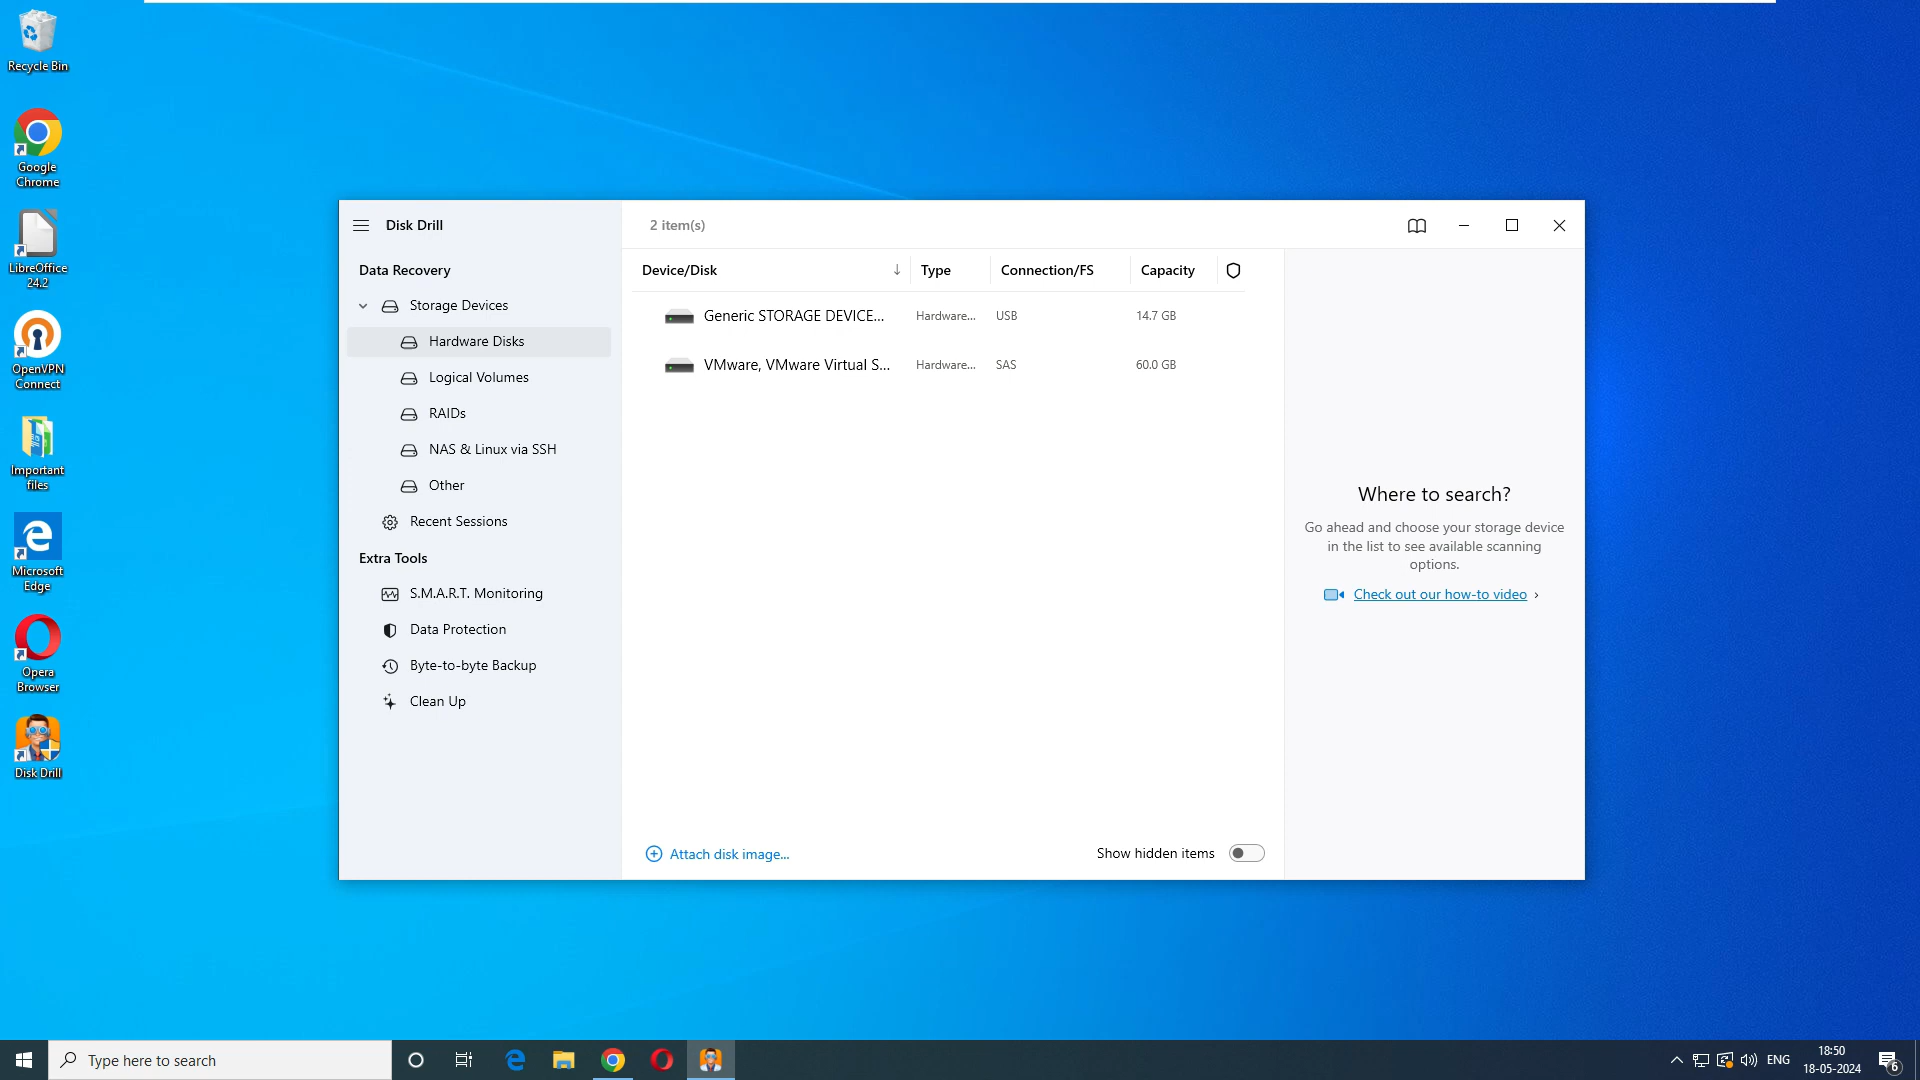 Recycle Bin
Google
Chrome
LibreOffice
24.2
OpenVPN
Connect
Important
files
Microsoft
Edge
Opera
Browser
Disk Drill
Disk Drill
2 item(s)
Data Recovery
Storage Devices
Hardware Disks
Logical Volumes
RAIDs
NAS & Linux via SSH
Other
Recent Sessions
Extra Tools
S.M.A.R.T. Monitoring
Data Protection
Byte-to-byte Backup
Clean Up
Device/Disk ↓ Type Connection/FS Capacity
Generic STORAGE DEVICE... Hardware... USB 14.7 GB
VMware, VMware Virtual S... Hardware... SAS 60.0 GB
Where to search?
Go ahead and choose your storage device
in the list to see available scanning
options.
Check out our how-to video ›
Attach disk image...
Show hidden items
Type here to search
ENG
18:50
18-05-2024
6